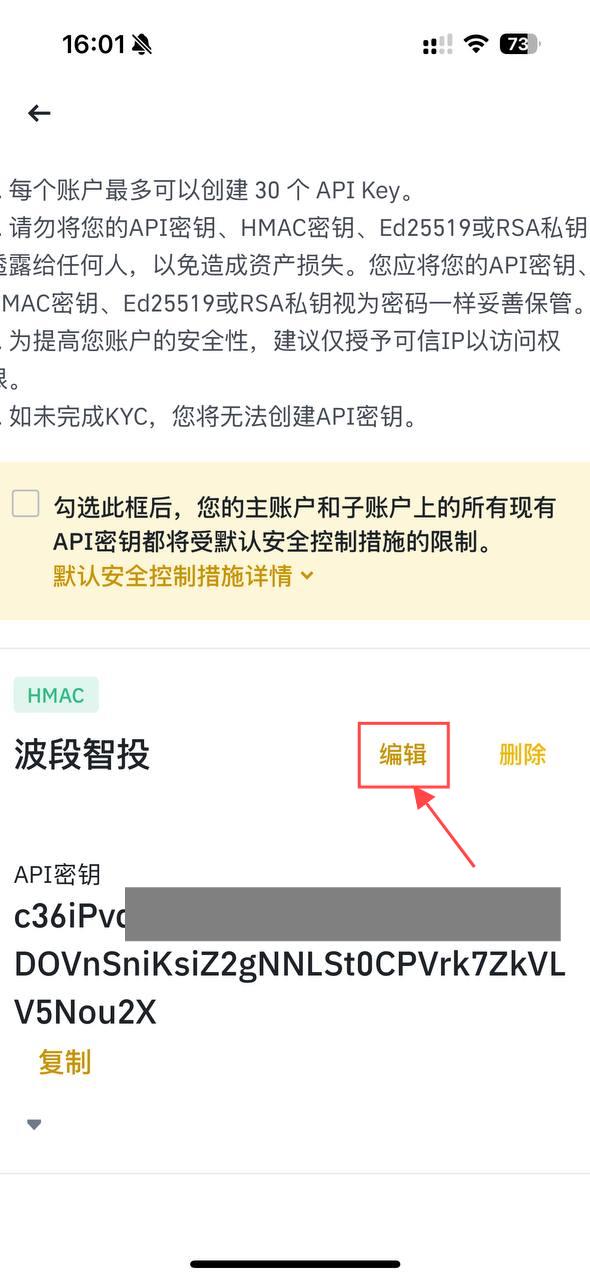 16:01
73
. 每个账户最多可以创建 30 个 API Key。
. 请勿将您的API密钥、HMAC密钥、Ed25519或RSA私钥
透露给任何人，以免造成资产损失。您应将您的API密钥、
MAC密钥、Ed25519或RSA私钥视为密码一样妥善保管。
. 为提高您账户的安全性，建议仅授予可信IP以访问权
限。
. 如未完成KYC，您将无法创建API密钥。
勾选此框后，您的主账户和子账户上的所有现有
API密钥都将受默认安全控制措施的限制。
默认安全控制措施详情
HMAC
波段智投 编辑 删除
API密钥
c36iPv
DOVnSniKsiZ2gNNLSt0CPVrk7ZkVL
V5Nou2X
复制